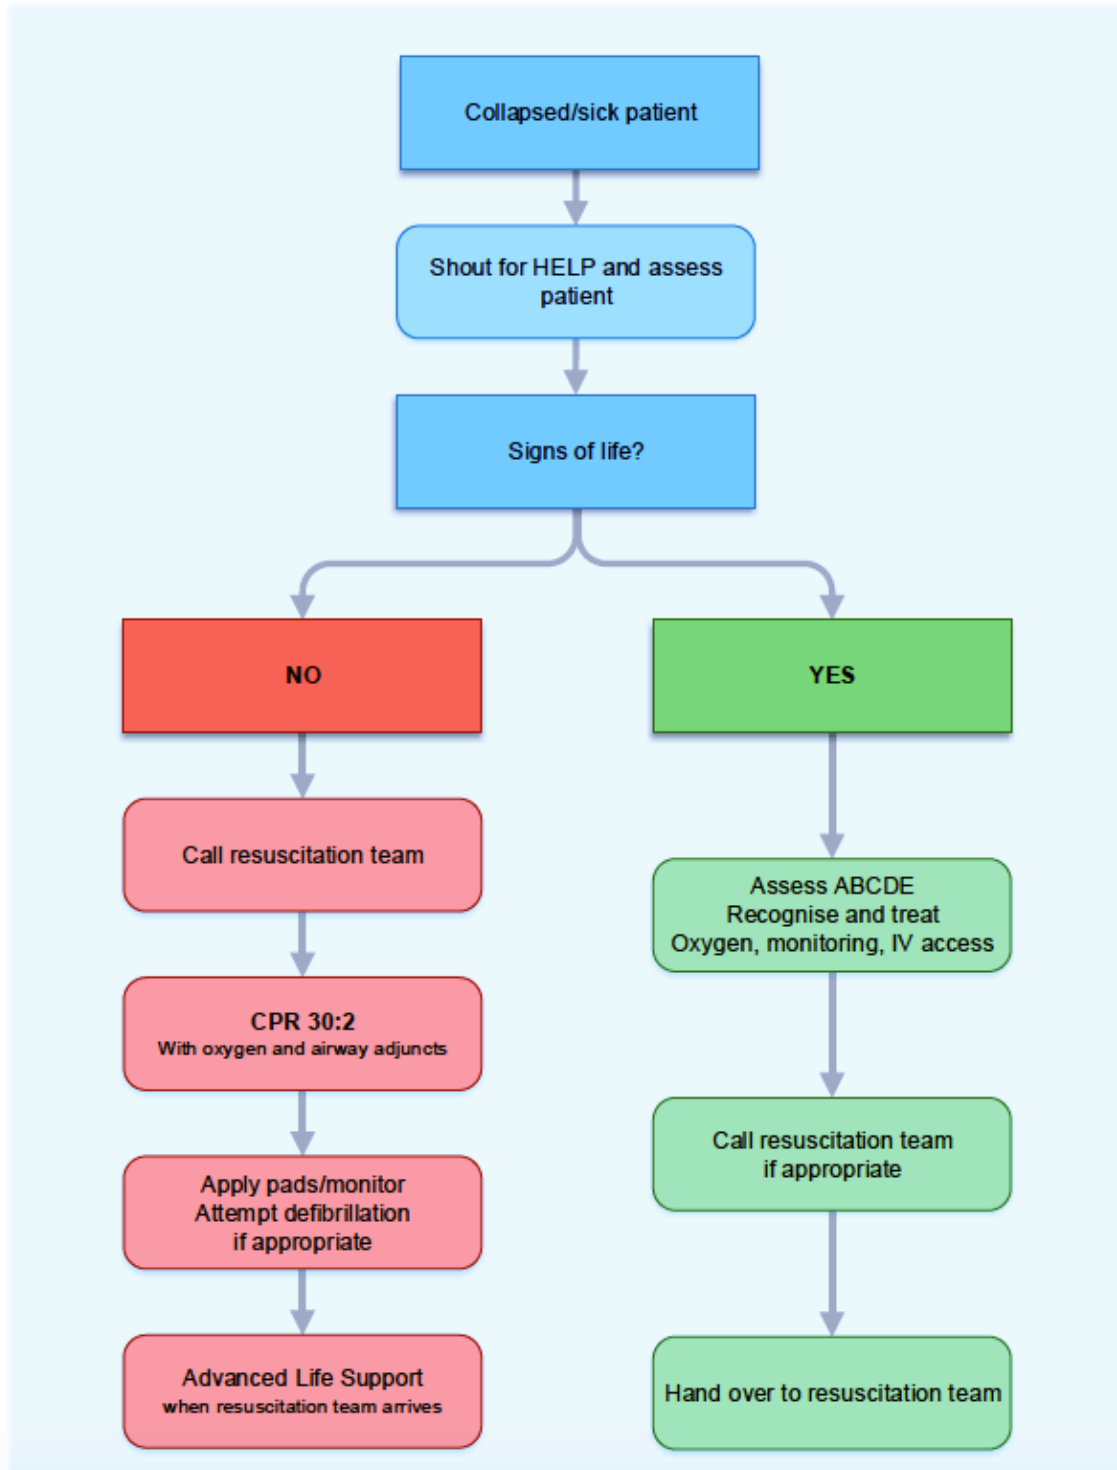 Collapsed/sick patient
Shout for HELP and assess
patient
Signs of life?
NO
YES
Call resuscitation team
CPR 30:2
With oxygen and airway adjuncts
Apply pads/monitor
Attempt defibrillation
if appropriate
Advanced Life Support
when resuscitation team arrives
Assess ABCDE
Recognise and treat
Oxygen, monitoring, IV access
Call resuscitation team
if appropriate
Hand over to resuscitation team